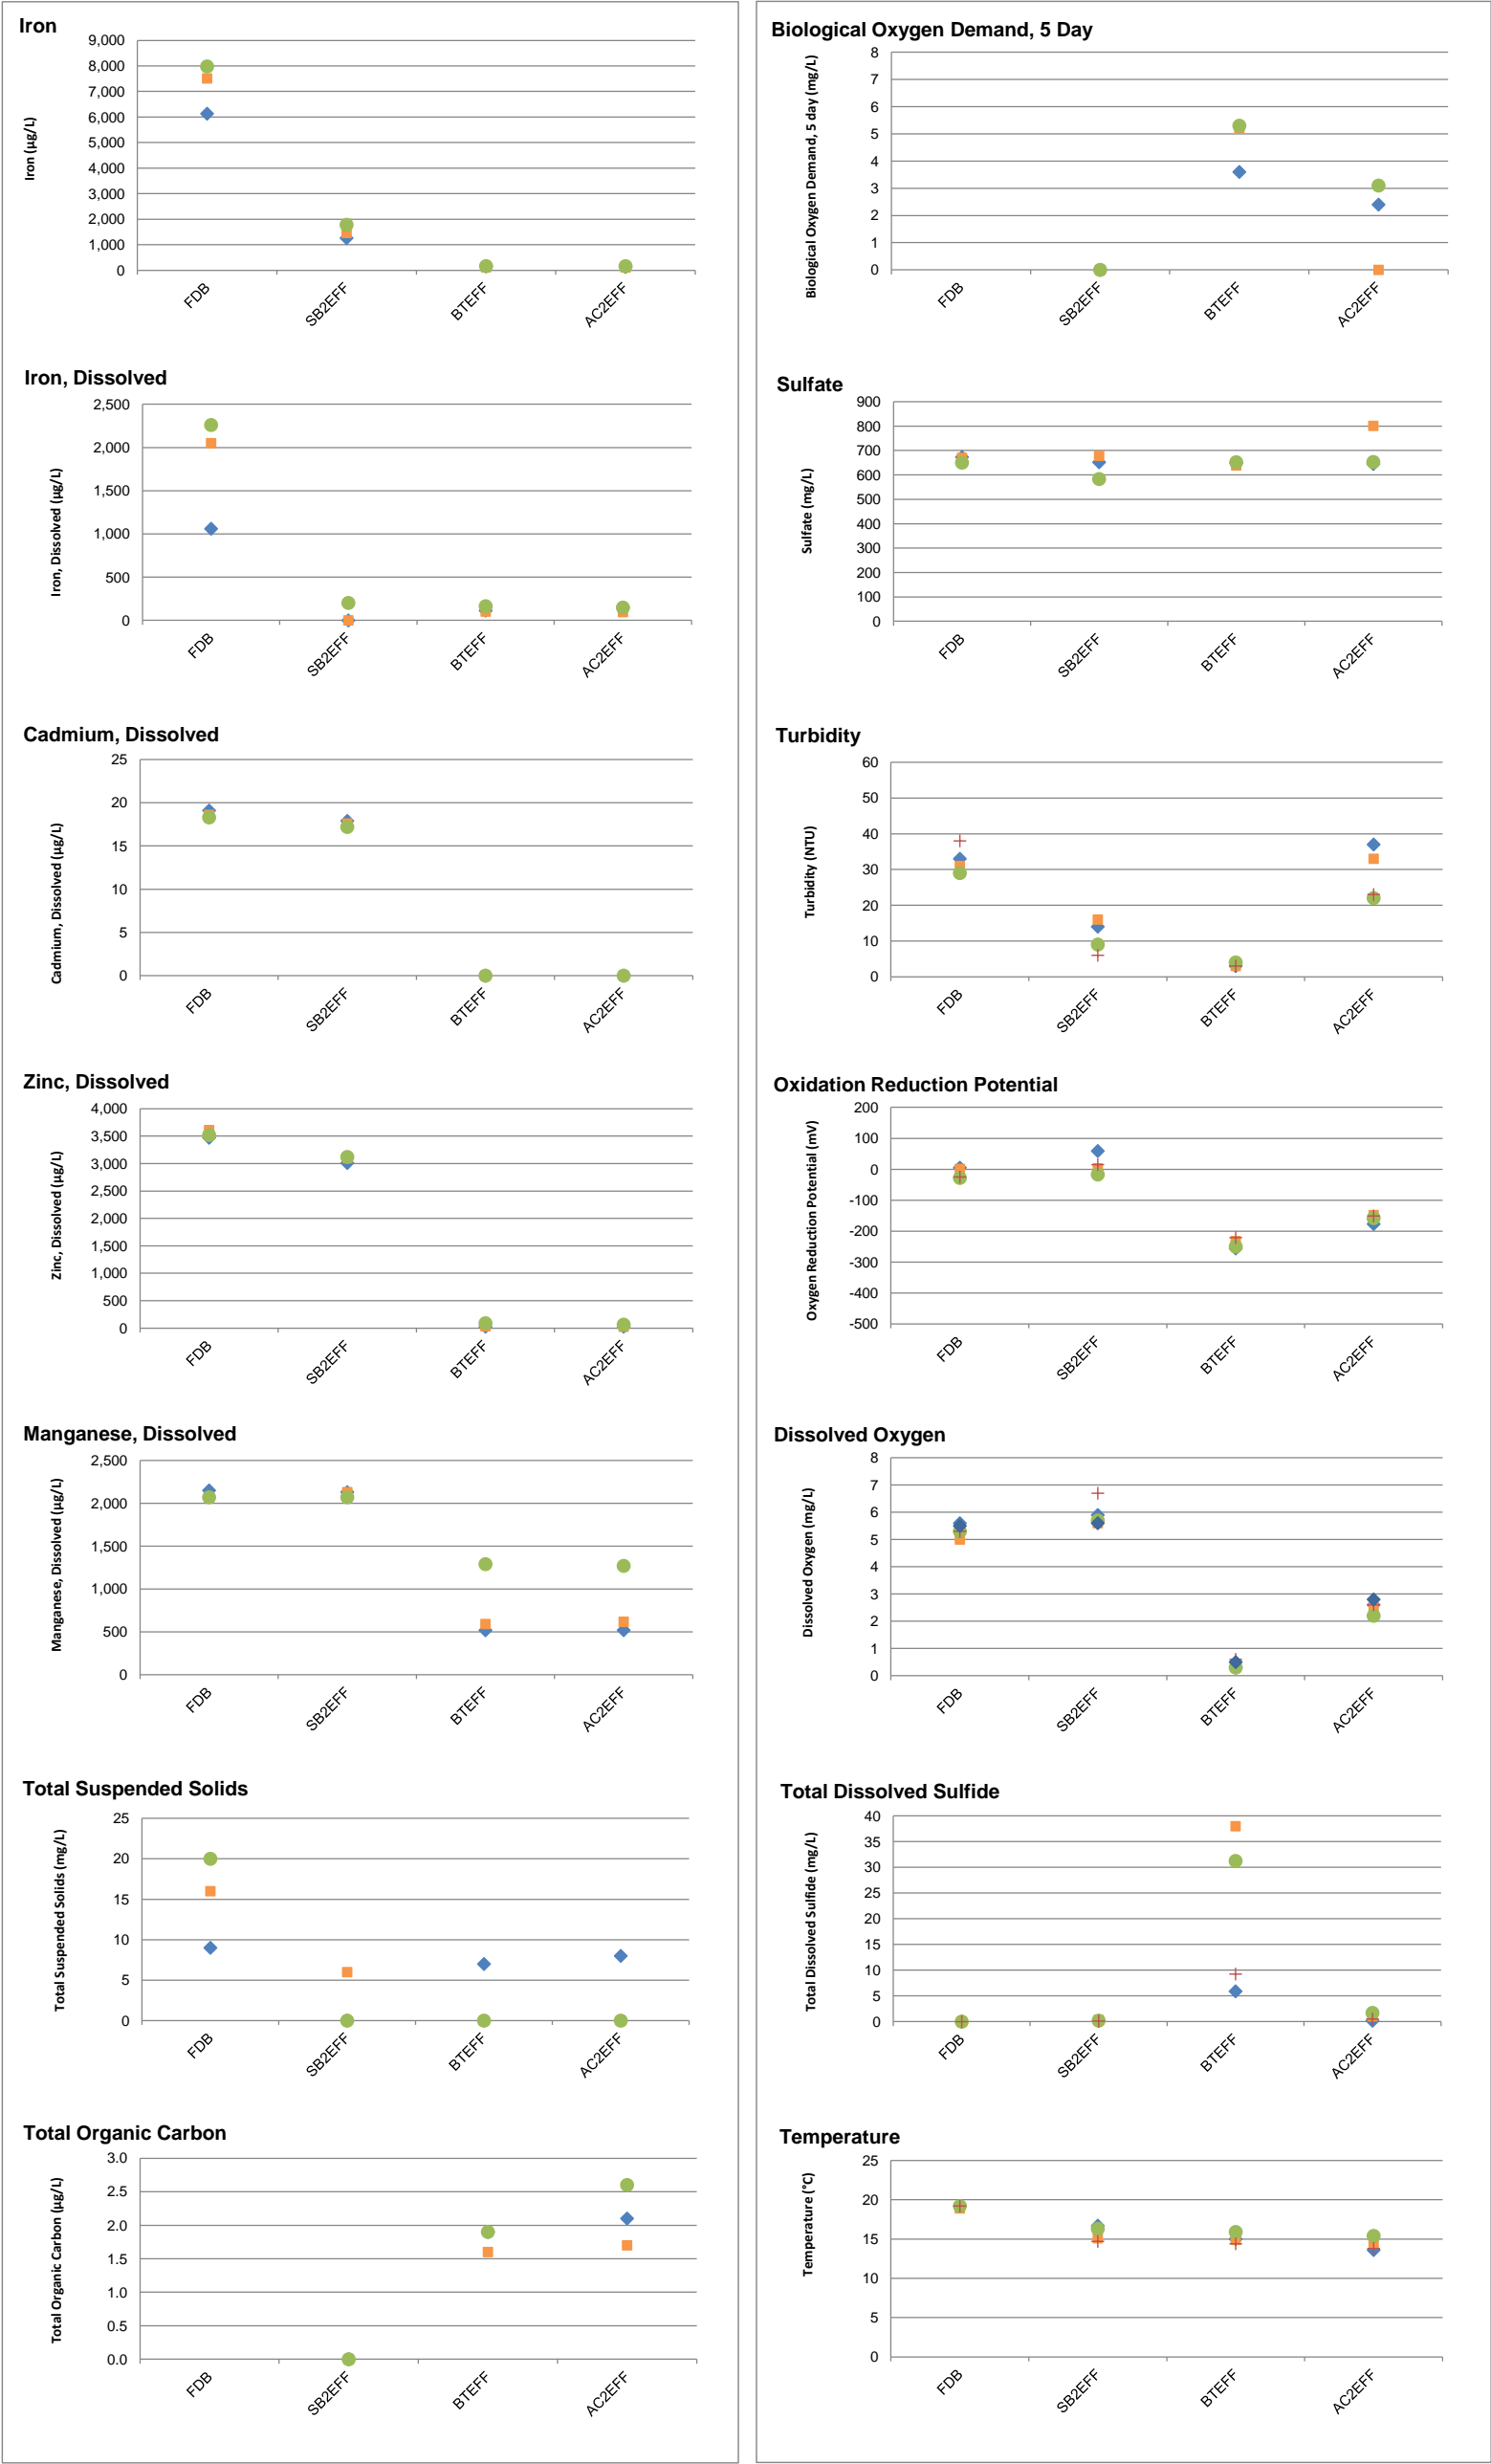 Iron
9,000
8,000
7,000
6,000
5,000
4,000
3,000
2,000
1,000
0
Iron (µg/L)
FDB
SB2EFF
BTEFF
AC2EFF
Iron, Dissolved
2,500
2,000
1,500
1,000
500
0
Iron, Dissolved (µg/L)
FDB
SB2EFF
BTEFF
AC2EFF
Cadmium, Dissolved
25
20
15
10
5
0
Cadmium, Dissolved (µg/L)
FDB
SB2EFF
BTEFF
AC2EFF
Zinc, Dissolved
4,000
3,500
3,000
2,500
2,000
1,500
1,000
500
0
Zinc, Dissolved (µg/L)
FDB
SB2EFF
BTEFF
AC2EFF
Manganese, Dissolved
2,500
2,000
1,500
1,000
500
0
Manganese, Dissolved (µg/L)
FDB
SB2EFF
BTEFF
AC2EFF
Total Suspended Solids
25
20
15
10
5
0
Total Suspended Solids (mg/L)
FDB
SB2EFF
BTEFF
AC2EFF
Total Organic Carbon
3.0
2.5
2.0
1.5
1.0
0.5
0.0
Total Organic Carbon (µg/L)
FDB
SB2EFF
BTEFF
AC2EFF
Biological Oxygen Demand, 5 Day
8
7
6
5
4
3
2
1
0
Biological Oxygen Demand, 5 day (mg/L)
FDB
SB2EFF
BTEFF
AC2EFF
Sulfate
900
800
700
600
500
400
300
200
100
0
Sulfate (mg/L)
FDB
SB2EFF
BTEFF
AC2EFF
Turbidity
60
50
40
30
20
10
0
Turbidity (NTU)
FDB
SB2EFF
BTEFF
AC2EFF
Oxidation Reduction Potential
200
100
0
-100
-200
-300
-400
-500
Oxygen Reduction Potential (mV)
FDB
SB2EFF
BTEFF
AC2EFF
Dissolved Oxygen
8
7
6
5
4
3
2
1
0
Dissolved Oxygen (mg/L)
FDB
SB2EFF
BTEFF
AC2EFF
Total Dissolved Sulfide
40
35
30
25
20
15
10
5
0
Total Dissolved Sulfide (mg/L)
FDB
SB2EFF
BTEFF
AC2EFF
Temperature
25
20
15
10
5
0
Temperature (°C)
FDB
SB2EFF
BTEFF
AC2EFF